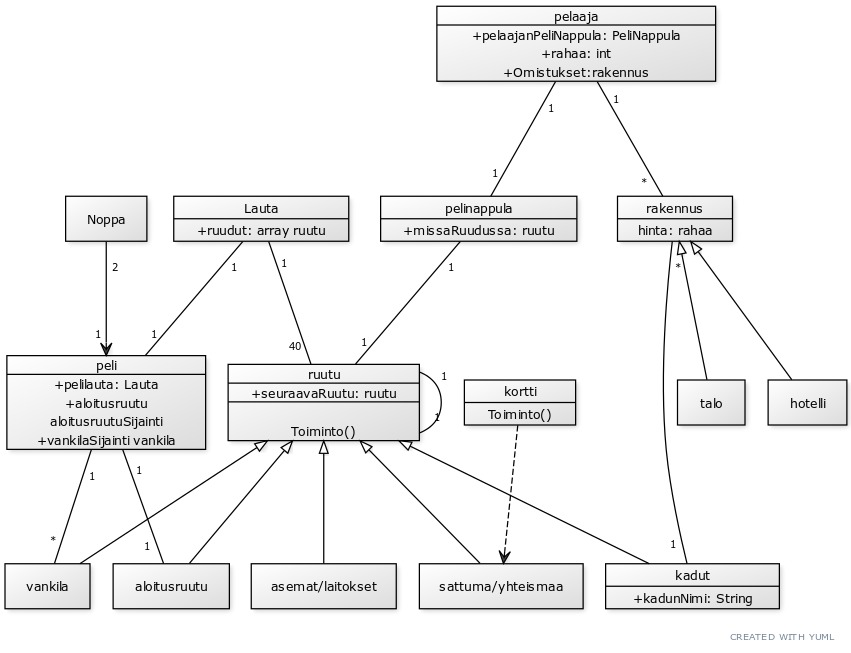 pelaaja
+pelaajanPeliNappula: PeliNappula
+rahaa: int
+Omistukset:rakennus
1
1
1
*
Noppa
Lauta
+ruudut: array ruutu
pelinappula
+missaRuudussa: ruutu
rakennus
hinta: rahaa
2
1
1
1
*
1
1
40
1
peli
+pelilauta: Lauta
+aloitusruutu
aloitusruutuSijainti
+vankilaSijainti vankila
ruutu
+seuraavaRuutu: ruutu
Toiminto()
1
1
kortti
Toiminto()
talo
hotelli
1
1
*
1
1
vankila
aloitusruutu
asemat/laitokset
sattuma/yhteismaa
kadut
+kadunNimi: String
CREATED WITH YUML